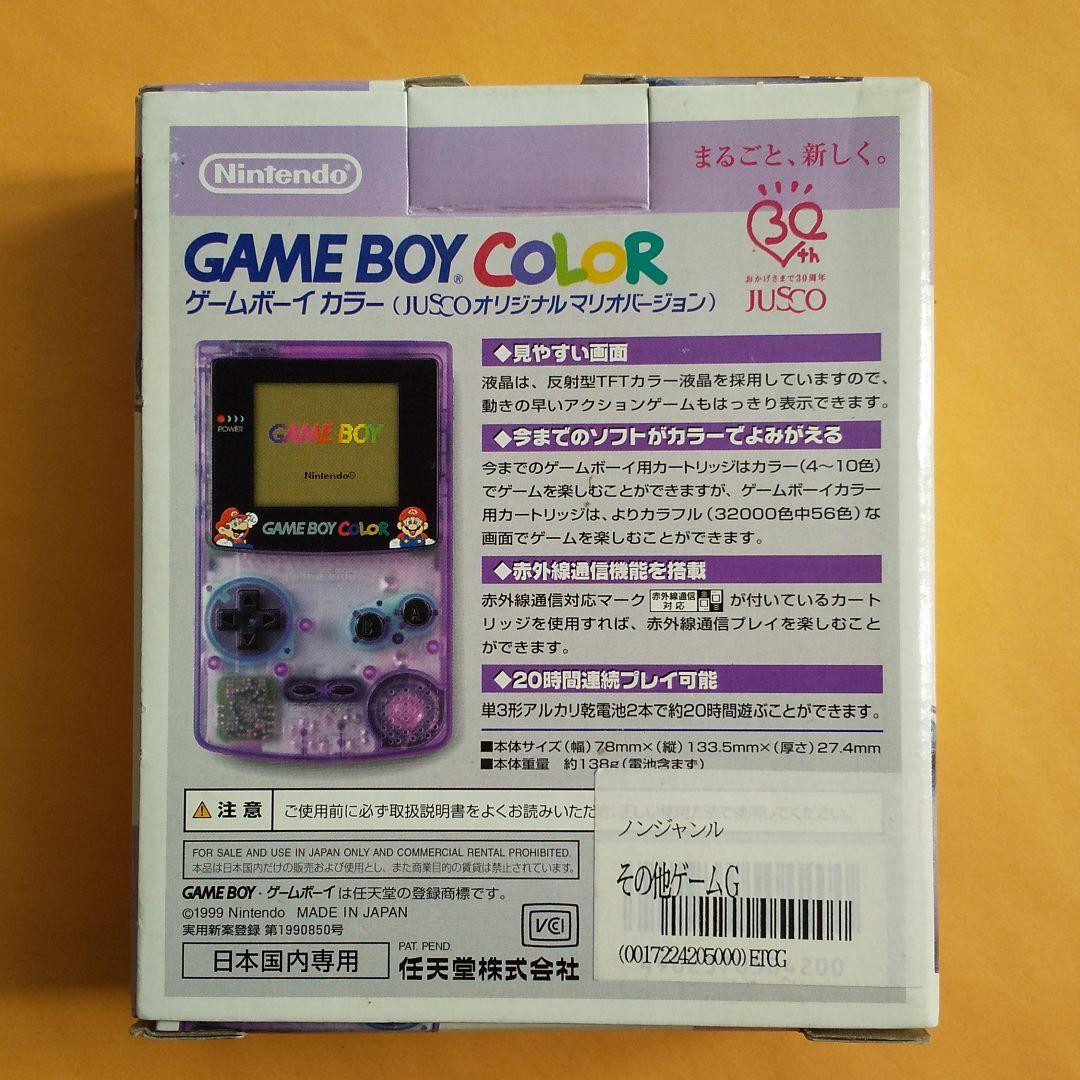 Nintendo®
まるごと、新しく。
30th
おかげさまで30周年
JUSCO
GAME BOY® COLOR
ゲームボーイ カラー(JUSCOオリジナルマリオバージョン)
POWER
GAME BOY
Nintendo®
GAME BOY COLOR
B
A
◆見やすい画面
液晶は、反射型TFTカラー液晶を採用していますので、
動きの早いアクションゲームもはっきり表示できます。
◆今までのソフトがカラーでよみがえる
今までのゲームボーイ用カートリッジはカラー(4〜10色)
でゲームを楽しむことができますが、ゲームボーイカラー
用カートリッジは、よりカラフル(32000色中56色)な
画面でゲームを楽しむことができます。
◆赤外線通信機能を搭載
赤外線通信対応マーク 赤外線通信 対応 が付いているカート
リッジを使用すれば、赤外線通信プレイを楽しむこと
ができます。
◆20時間連続プレイ可能
単3形アルカリ乾電池2本で約20時間遊ぶことができます。
■本体サイズ(幅)78mm×(縦)133.5mm×(厚さ)27.4mm
■本体重量 約138g(電池含まず)
注意 ご使用前に必ず取扱説明書をよくお読みいただき、正しい使用方法で使用してください。
FOR SALE AND USE IN JAPAN ONLY AND COMMERCIAL RENTAL PROHIBITED.
本品は日本国内だけの販売および使用とし、また商業目的の賃貸は禁止されています。
GAME BOY・ゲームボーイは任天堂の登録商標です。
©1999 Nintendo MADE IN JAPAN
実用新案登録 第1990850号
日本国内専用
PAT. PEND.
任天堂株式会社
VCI
ノンジャンル
その他ゲームG
(0017224205000)ETCG